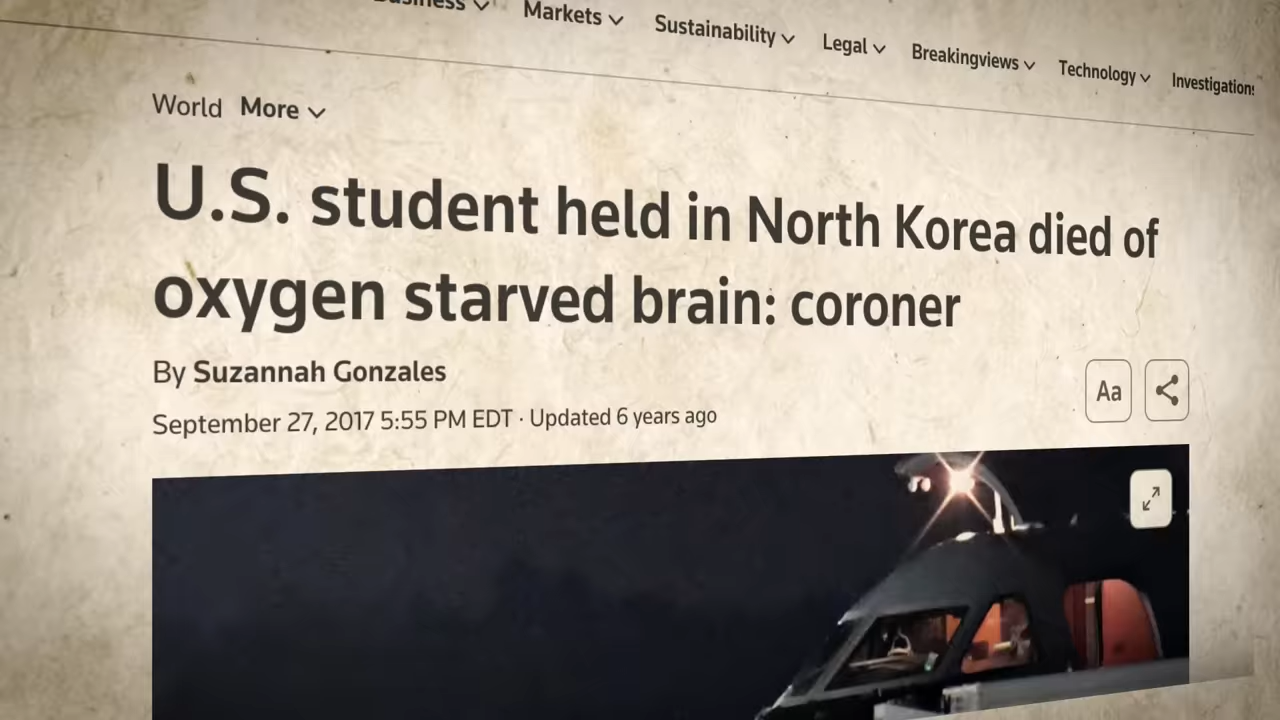 Markets
Sustainability
Legal
Breakingviews
Technology
World More
U.S. student held in North Korea died of
oxygen starved brain: coroner
By Suzannah Gonzales
September 27, 2017 5:55 PM EDT · Updated 6 years ago
Aa